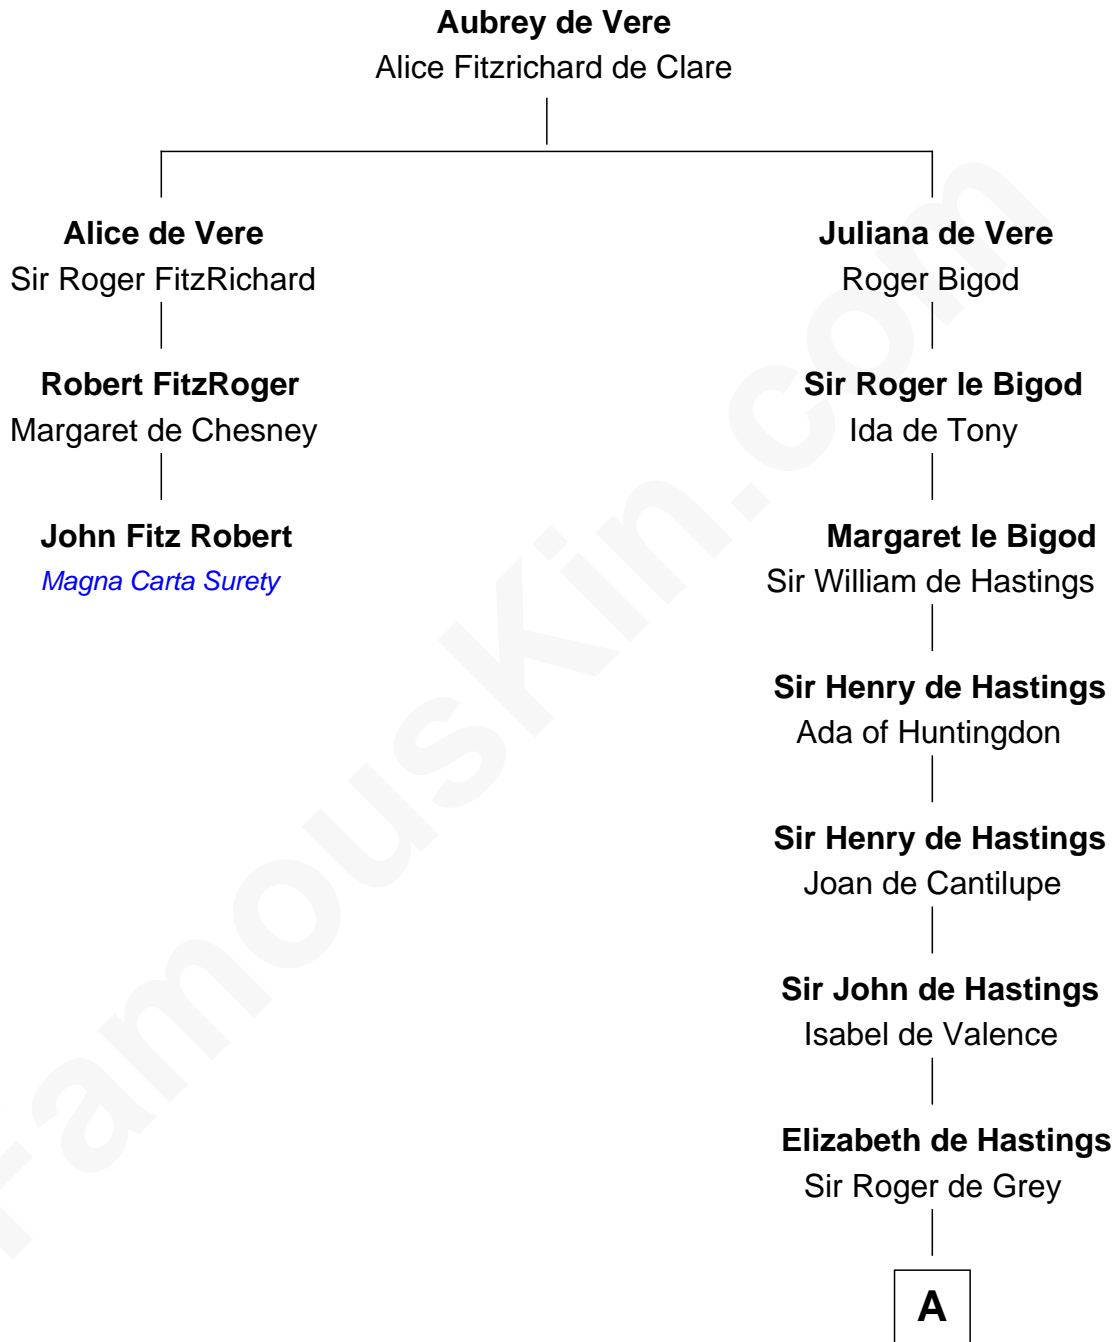 Aubrey de Vere
Alice Fitzrichard de Clare
Alice de Vere
Sir Roger FitzRichard
Juliana de Vere
Roger Bigod
Robert FitzRoger
Margaret de Chesney
Sir Roger le Bigod
Ida de Tony
John Fitz Robert
Magna Carta Surety
Margaret le Bigod
Sir William de Hastings
Sir Henry de Hastings
Ada of Huntingdon
Sir Henry de Hastings
Joan de Cantilupe
Sir John de Hastings
Isabel de Valence
Elizabeth de Hastings
Sir Roger de Grey
A
FamousKin.com